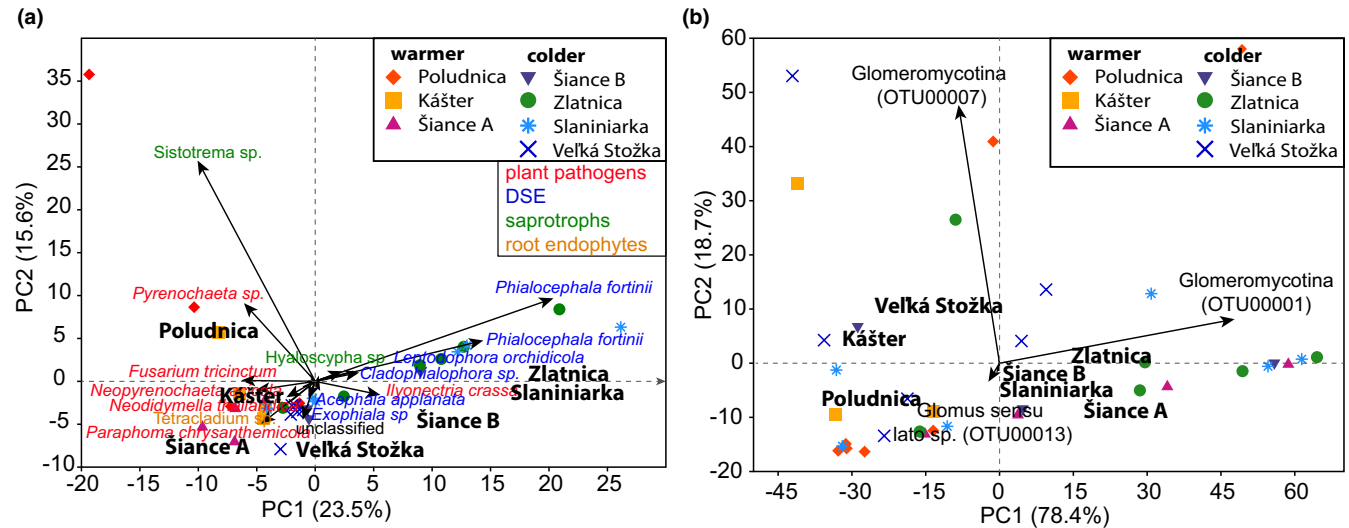 (a)
warmer
colder
Poludnica
Šiance B
Kášter
Zlatnica
Šiance A
Slaniniarka
Veľká Stožka
plant pathogens
DSE
saprotrophs
root endophytes
Sistotrema sp.
Phialocephala fortinii
Pyrenochaeta sp.
Poludnica
Phialocephala fortinii
Hyaloscypha sp.
Leptodophora orchidicola
Fusarium tricinctum
Cladophialophora sp.
Zlatnica
Kášter
Ilyonectria crassa
Slaniniarka
Acephala applanata
Tetracladium sp.
Exophiala sp
Šiance B
unclassified
Paraphoma chrysanthemicola
Šiance A
Veľká Stožka
35
30
25
20
15
10
5
0
-5
-10
PC2 (15.6%)
-20
-15
-10
-5
0
5
10
15
20
25
PC1 (23.5%)
(b)
warmer
colder
Poludnica
Šiance B
Kášter
Zlatnica
Šiance A
Slaniniarka
Veľká Stožka
Glomeromycotina
(OTU00007)
Glomeromycotina
(OTU00001)
Veľká Stožka
Kášter
Zlatnica
Šiance B
Slaniniarka
Poludnica
Šiance A
Glomus sensu
lato sp. (OTU00013)
60
50
40
30
20
10
0
-10
-20
PC2 (18.7%)
-45
-30
-15
0
15
30
45
60
PC1 (78.4%)